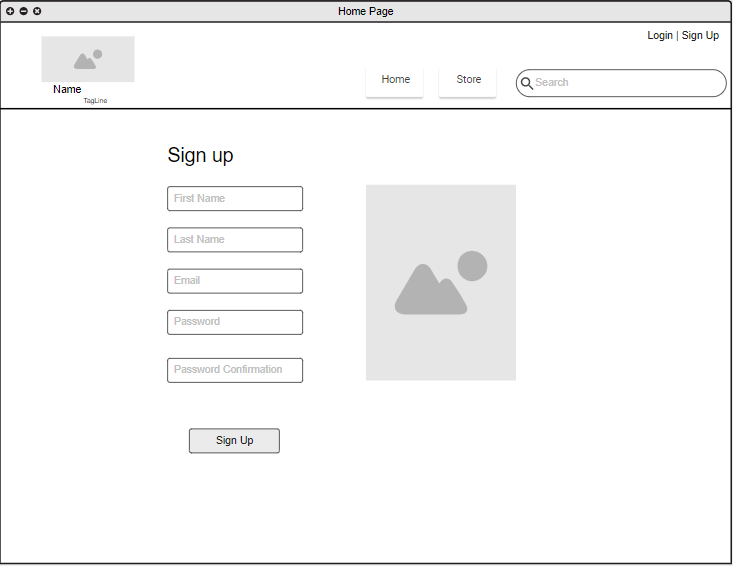 Home Page
Login | Sign Up
Home
Store
Search
Name
TagLine
Sign up
First Name
Last Name
Email
Password
Password Confirmation
Sign Up